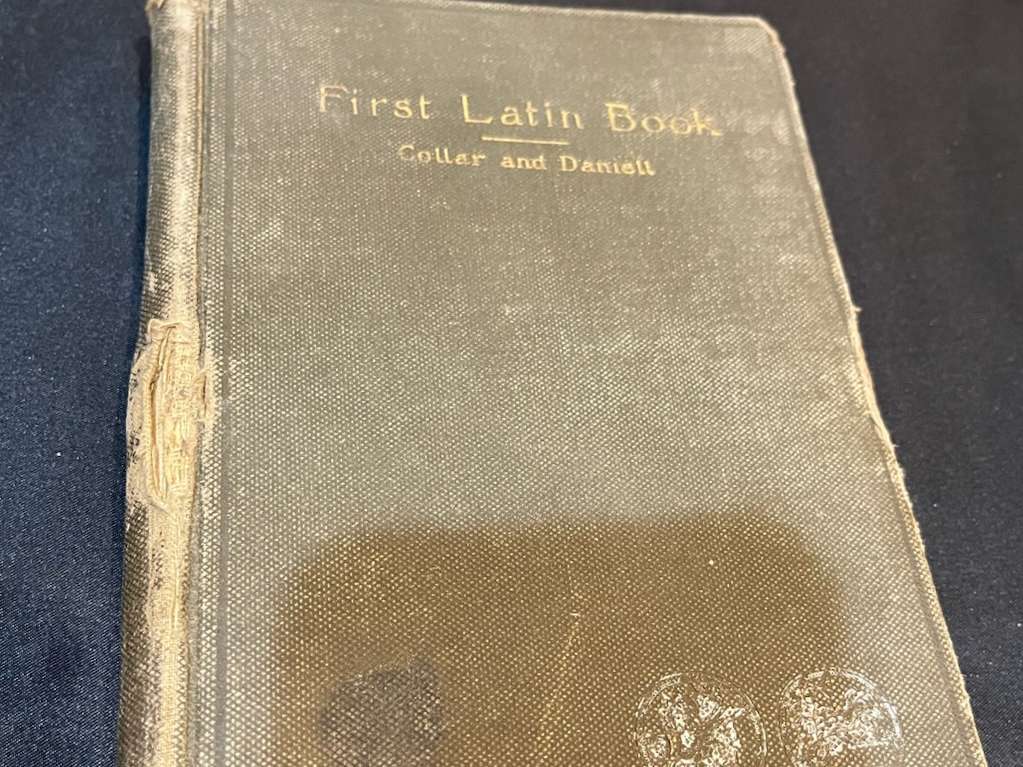 First Latin Book
Collar and Daniell